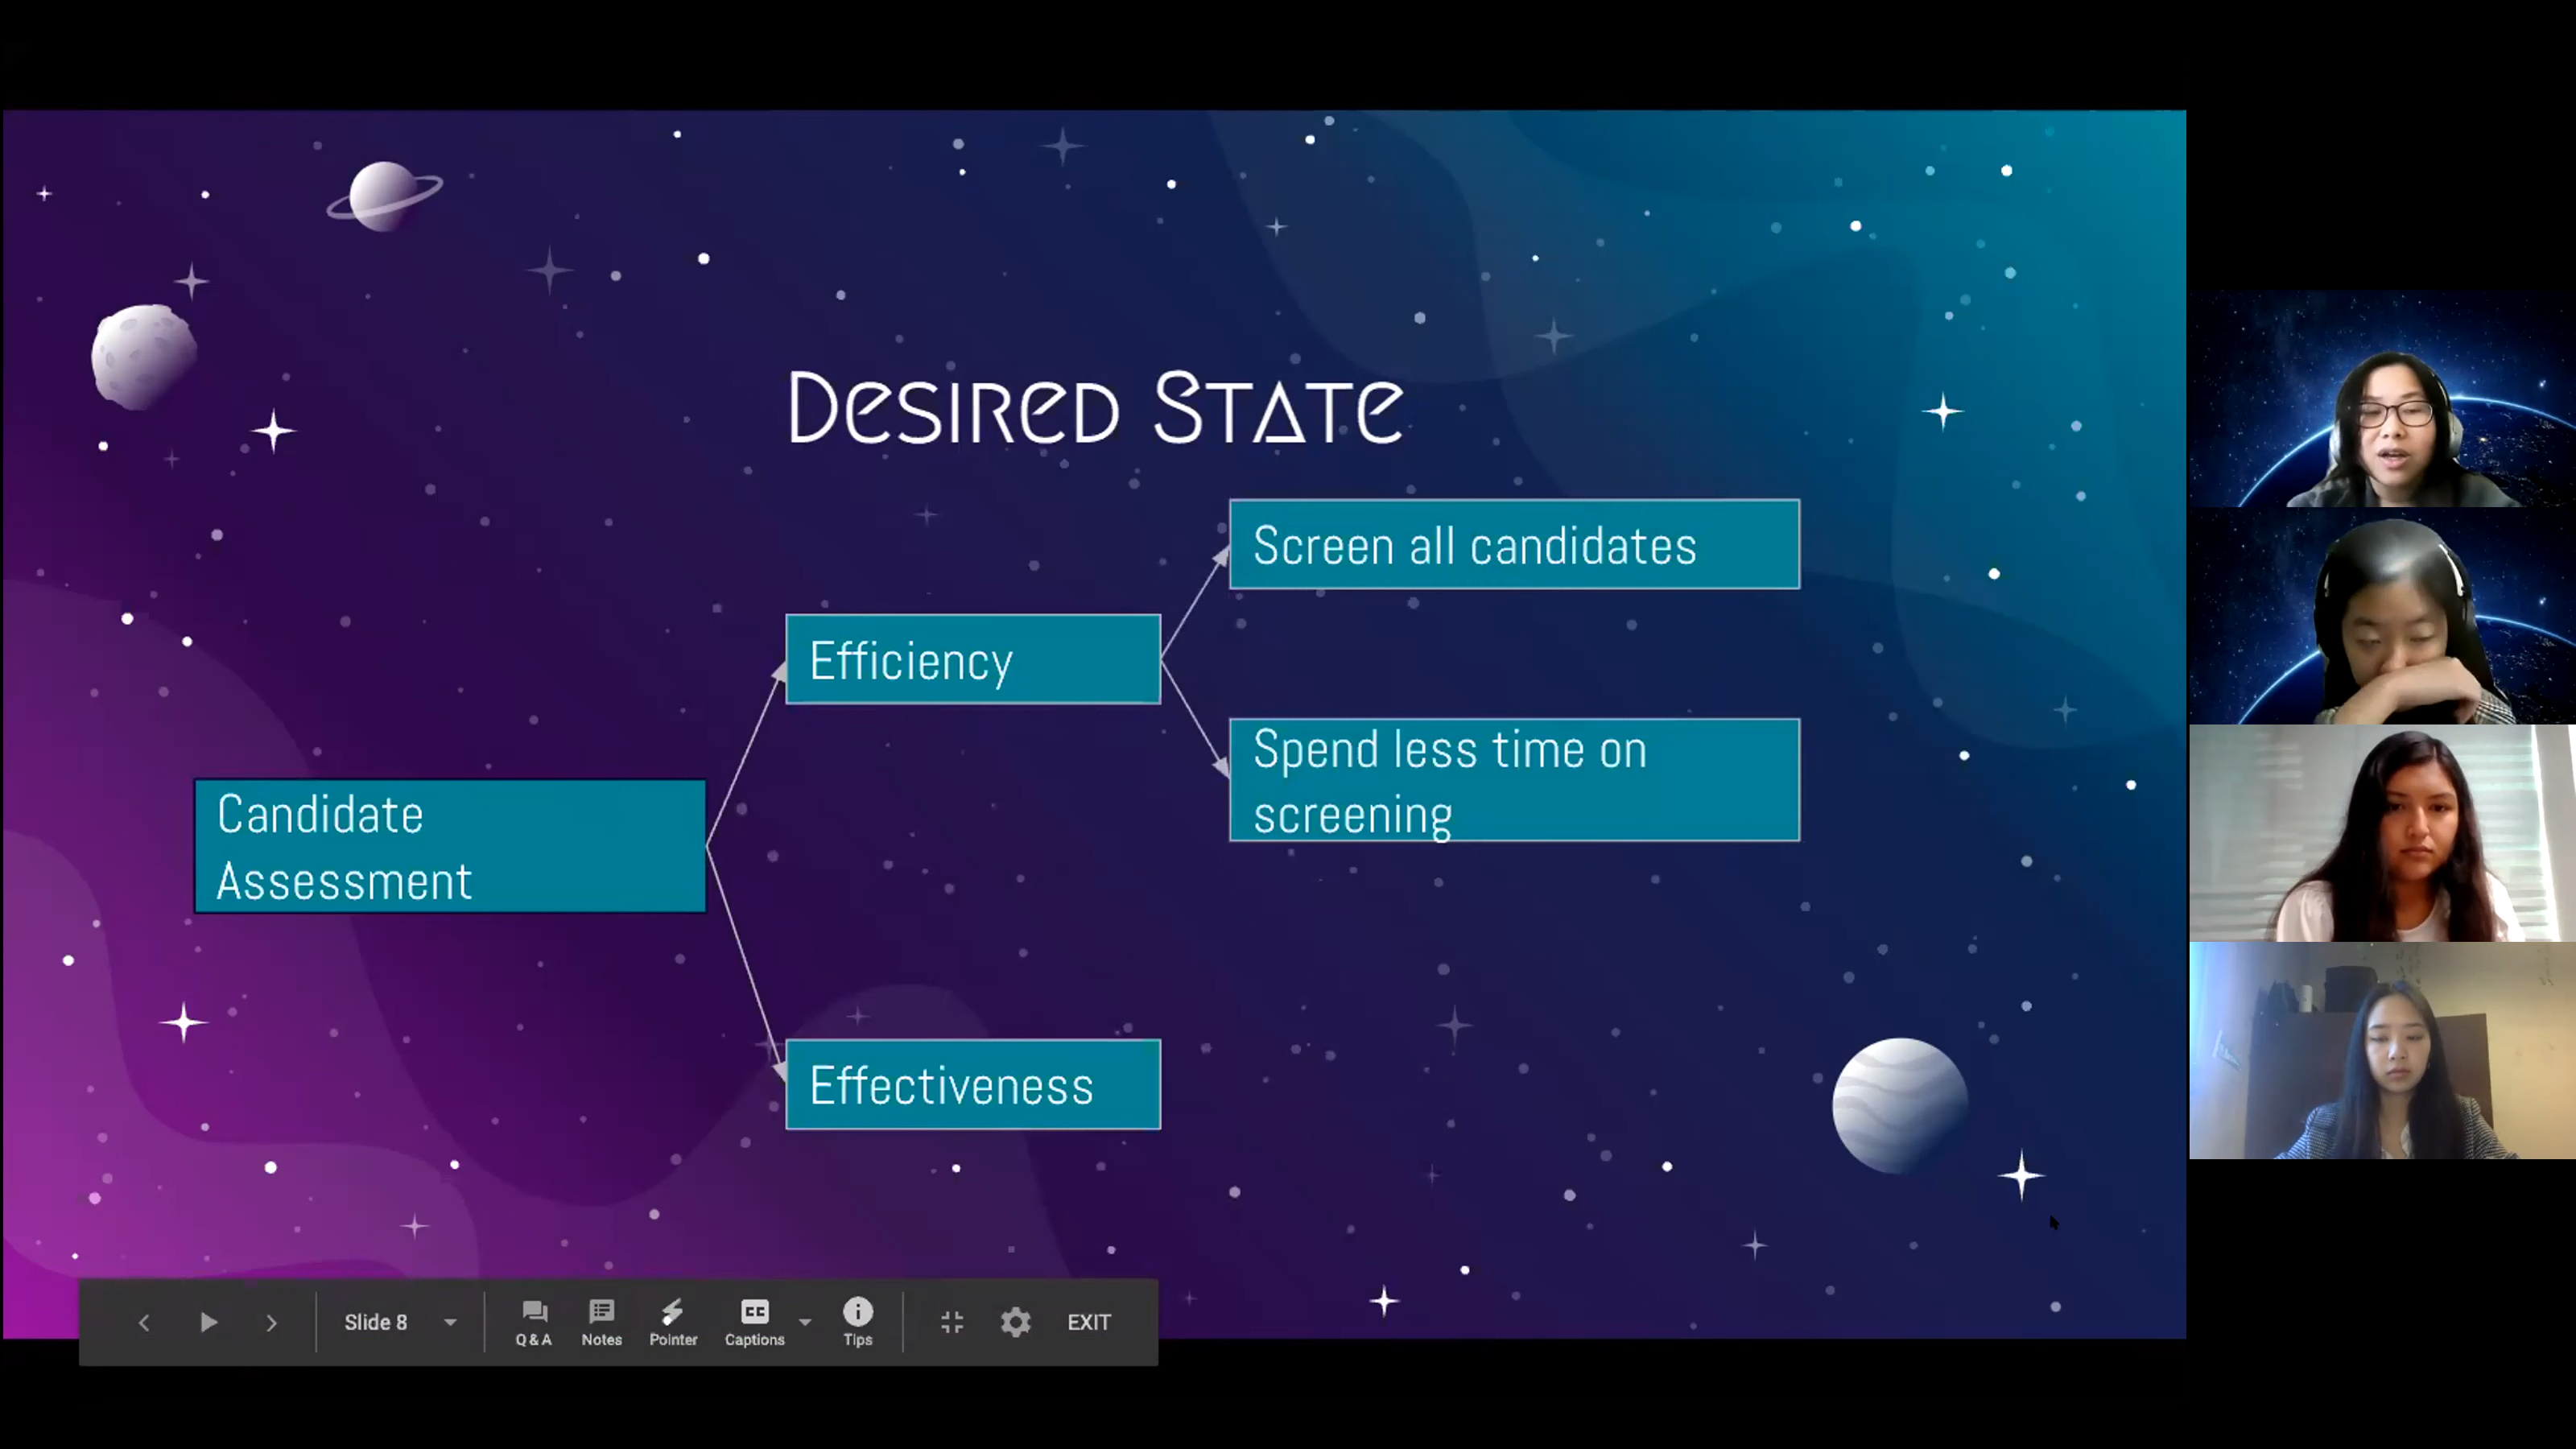 Desired State
Screen all candidates
Efficiency
Spend less time on
screening
Candidate
Assessment
Effectiveness
Slide 8
Q & A
Notes
Pointer
CC
Captions
Tips
EXIT